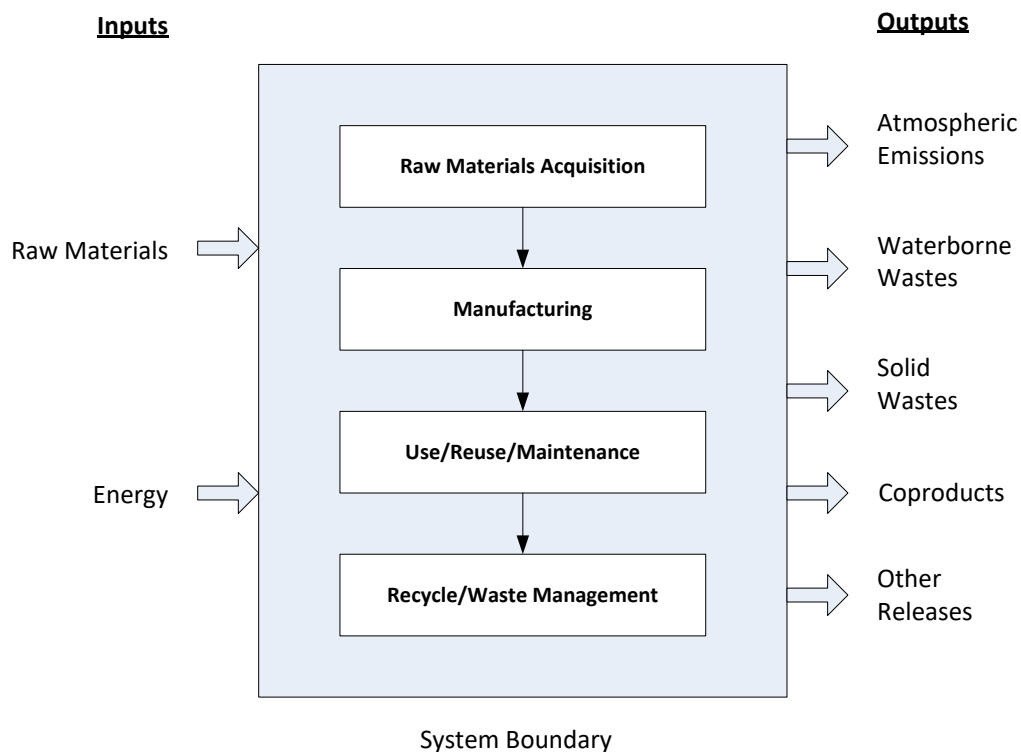 Inputs
Outputs
Raw Materials
Energy
Raw Materials Acquisition
Manufacturing
Use/Reuse/Maintenance
Recycle/Waste Management
Atmospheric
Emissions
Waterborne
Wastes
Solid
Wastes
Coproducts
Other
Releases
System Boundary